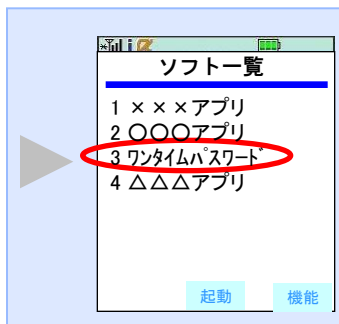 ソフト一覧
1 ×××アプリ
2 〇〇〇アプリ
3 ワンタイムパスワード
4 △△△アプリ
起動 機能